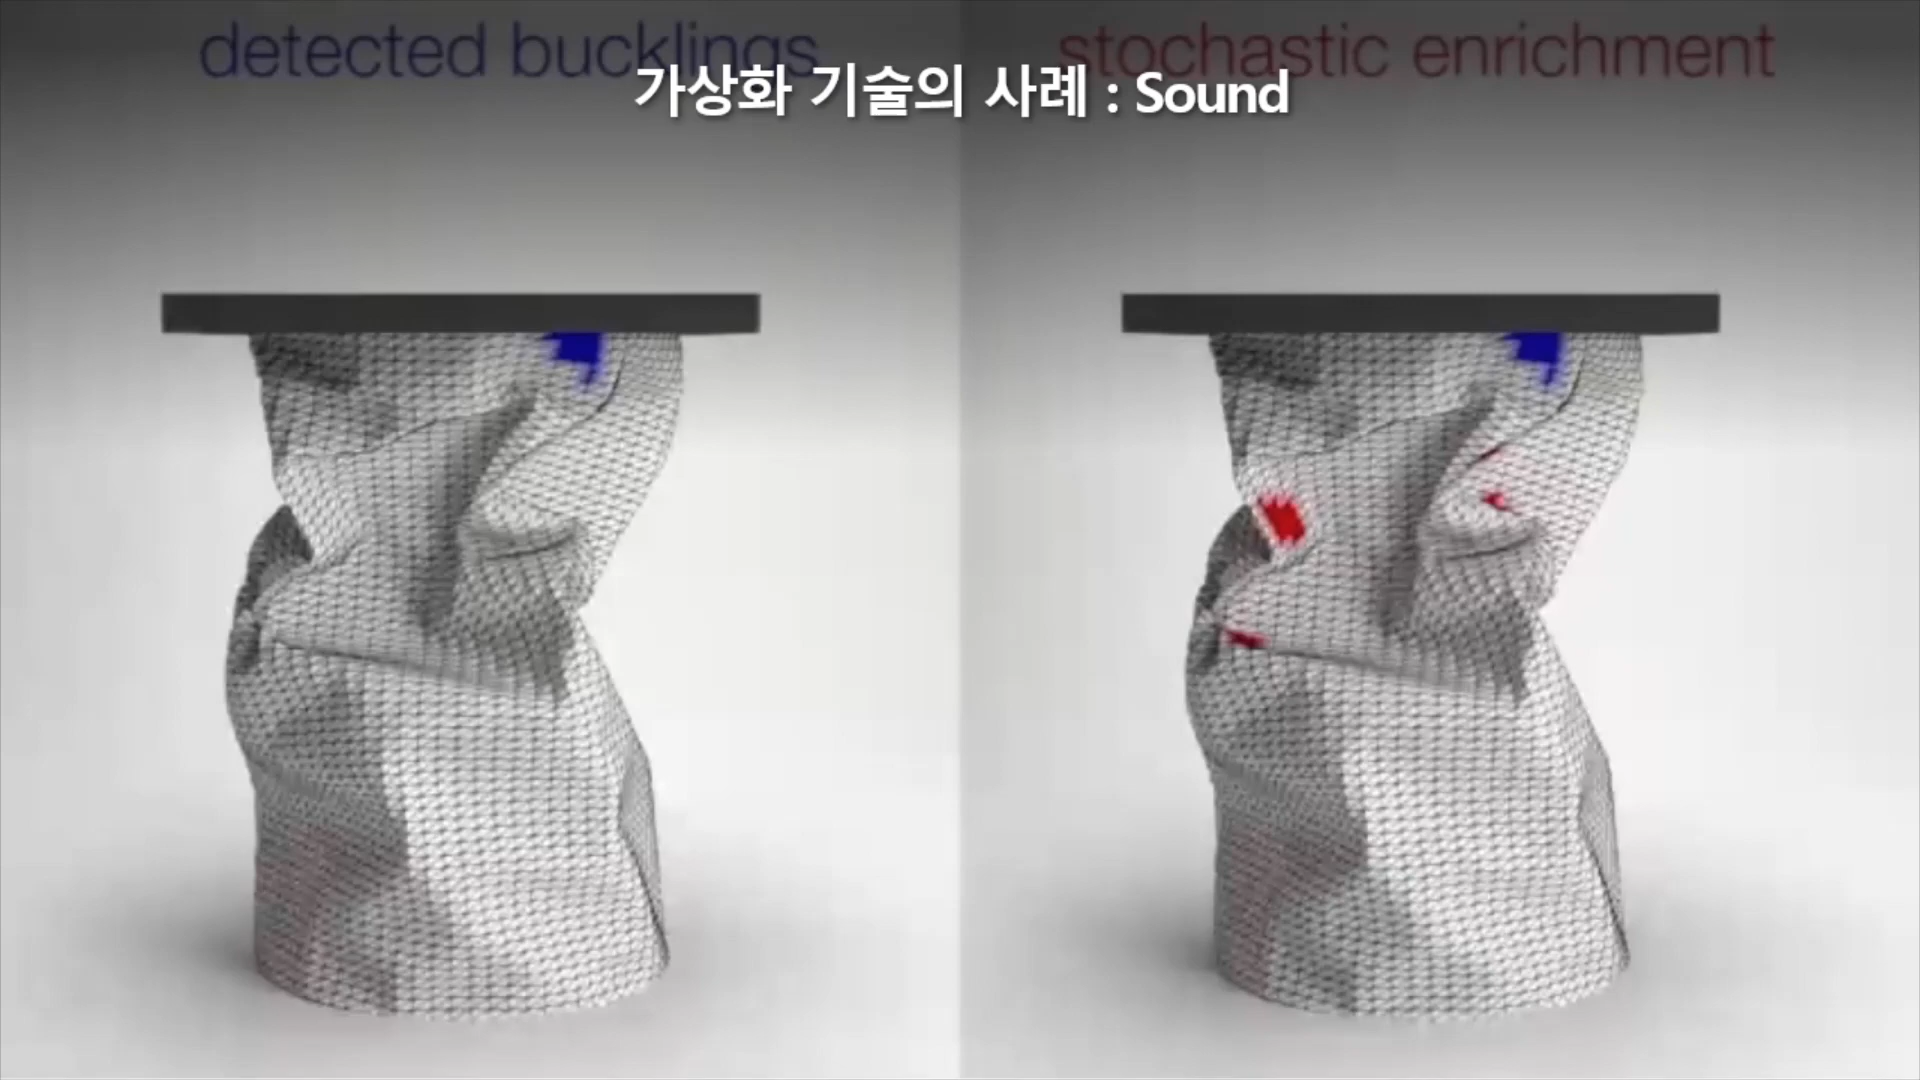 detected bucklings
stochastic enrichment
가상화 기술의 사례 : Sound